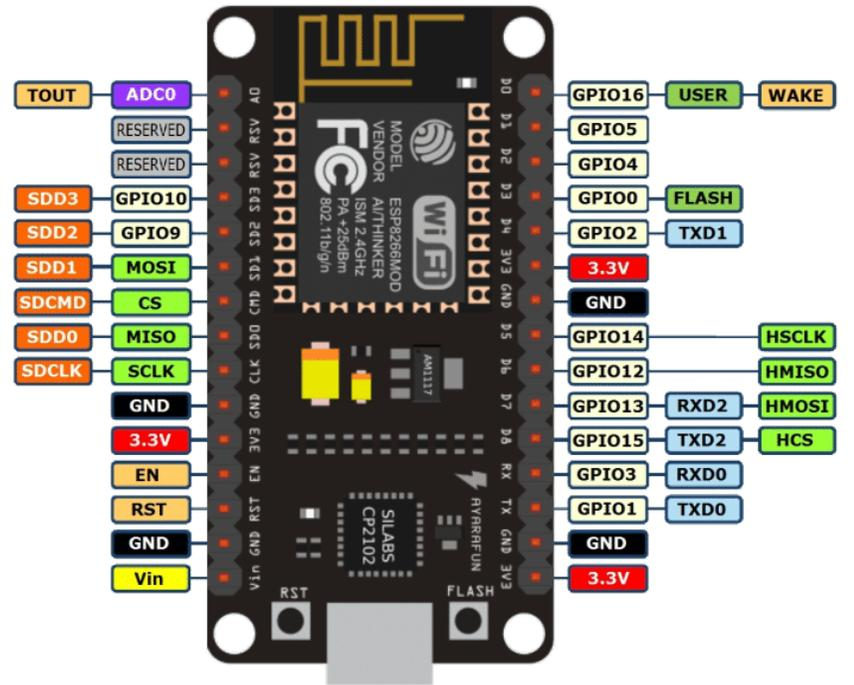 TOUT ADC0 A0 D0 GPIO16 USER WAKE
RESERVED RSV D1 GPIO5
RESERVED RSV D2 GPIO4
SDD3 GPIO10 SD3 D3 GPIO0 FLASH
SDD2 GPIO9 SD2 D4 GPIO2 TXD1
SDD1 MOSI SD1 3V3 3.3V
SDCMD CS CMD GND GND
SDD0 MISO SD0 D5 GPIO14 HSCLK
SDCLK SCLK CLK D6 GPIO12 HMISO
GND GND D7 GPIO13 RXD2 HMOSI
3.3V 3V3 D8 GPIO15 TXD2 HCS
EN EN RX GPIO3 RXD0
RST RST TX GPIO1 TXD0
GND GND GND GND
Vin Vin 3V3 3.3V
FC
MODEL ESP8266MOD
VENDOR AI/THINKER
ISM 2.4GHz
PA +25dBm
802.11b/g/n
Wi Fi
AM1117
SILABS
CP2102
AYARAFUN
RST
FLASH